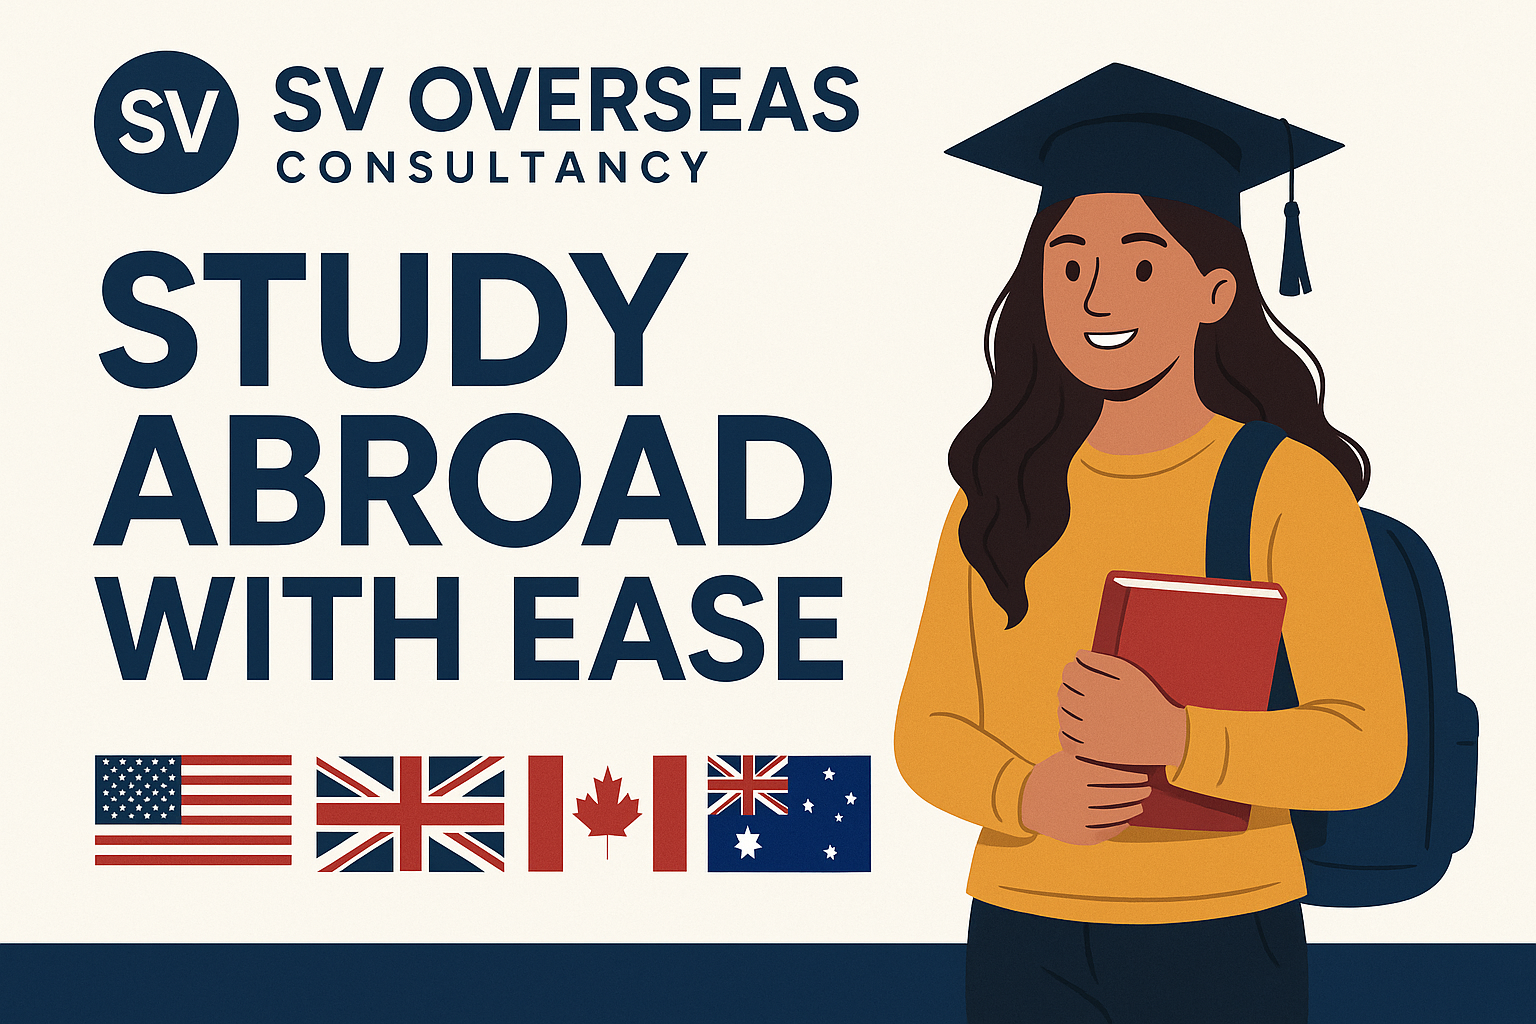 SV
SV OVERSEAS
CONSULTANCY
STUDY
ABROAD
WITH EASE